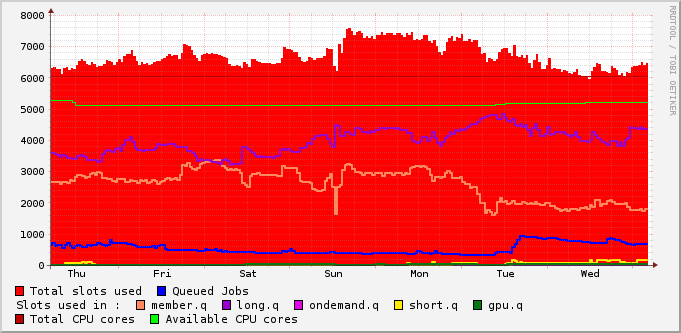 8000
7000
6000
5000
4000
3000
2000
1000
0
Thu Fri Sat Sun Mon Tue Wed
Total slots used Queued Jobs
Slots used in : member.q long.q ondemand.q short.q gpu.q
Total CPU cores Available CPU cores
RRDTOOL / TOBI OETIKER